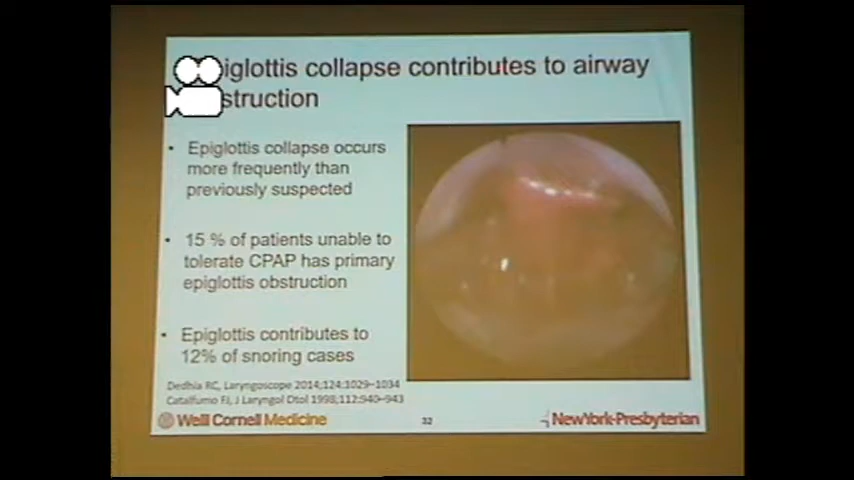 iglottis collapse contributes to airway
struction
• Epiglottis collapse occurs
more frequently than
previously suspected
• 15 % of patients unable to
tolerate CPAP has primary
epiglottis obstruction
• Epiglottis contributes to
12% of snoring cases
Dedhia RC, Laryngoscope 2014;124:1029-1034
Catalfumo FJ, J Laryngol Otol 1998;112:940-943
Weill Cornell Medicine
32
NewYork-Presbyterian